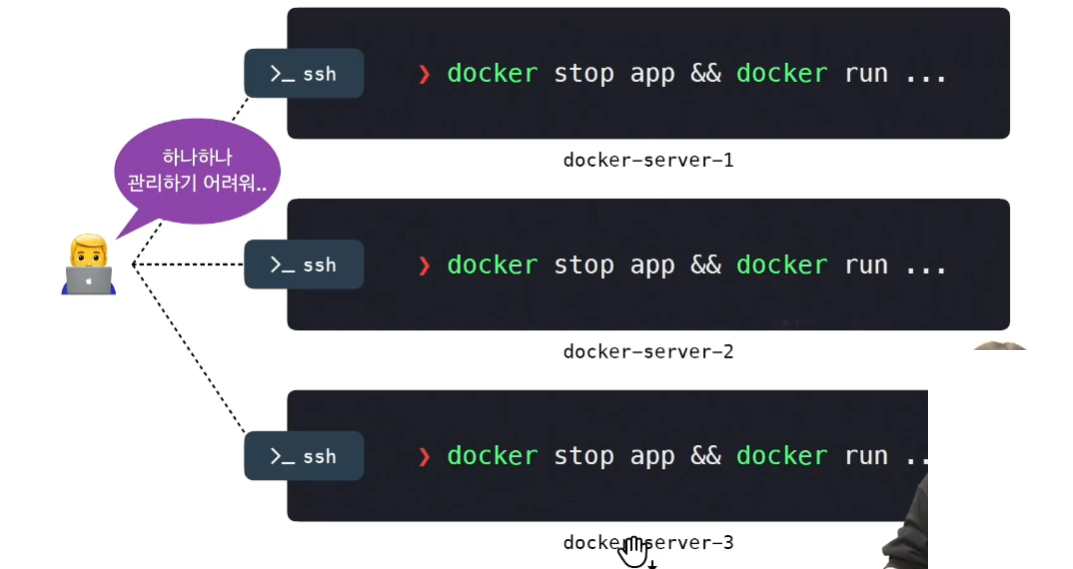 >_ ssh
❯ docker stop app && docker run ...
docker-server-1
하나하나
관리하기 어려워..
>_ ssh
❯ docker stop app && docker run ...
docker-server-2
>_ ssh
❯ docker stop app && docker run ..
docker-server-3